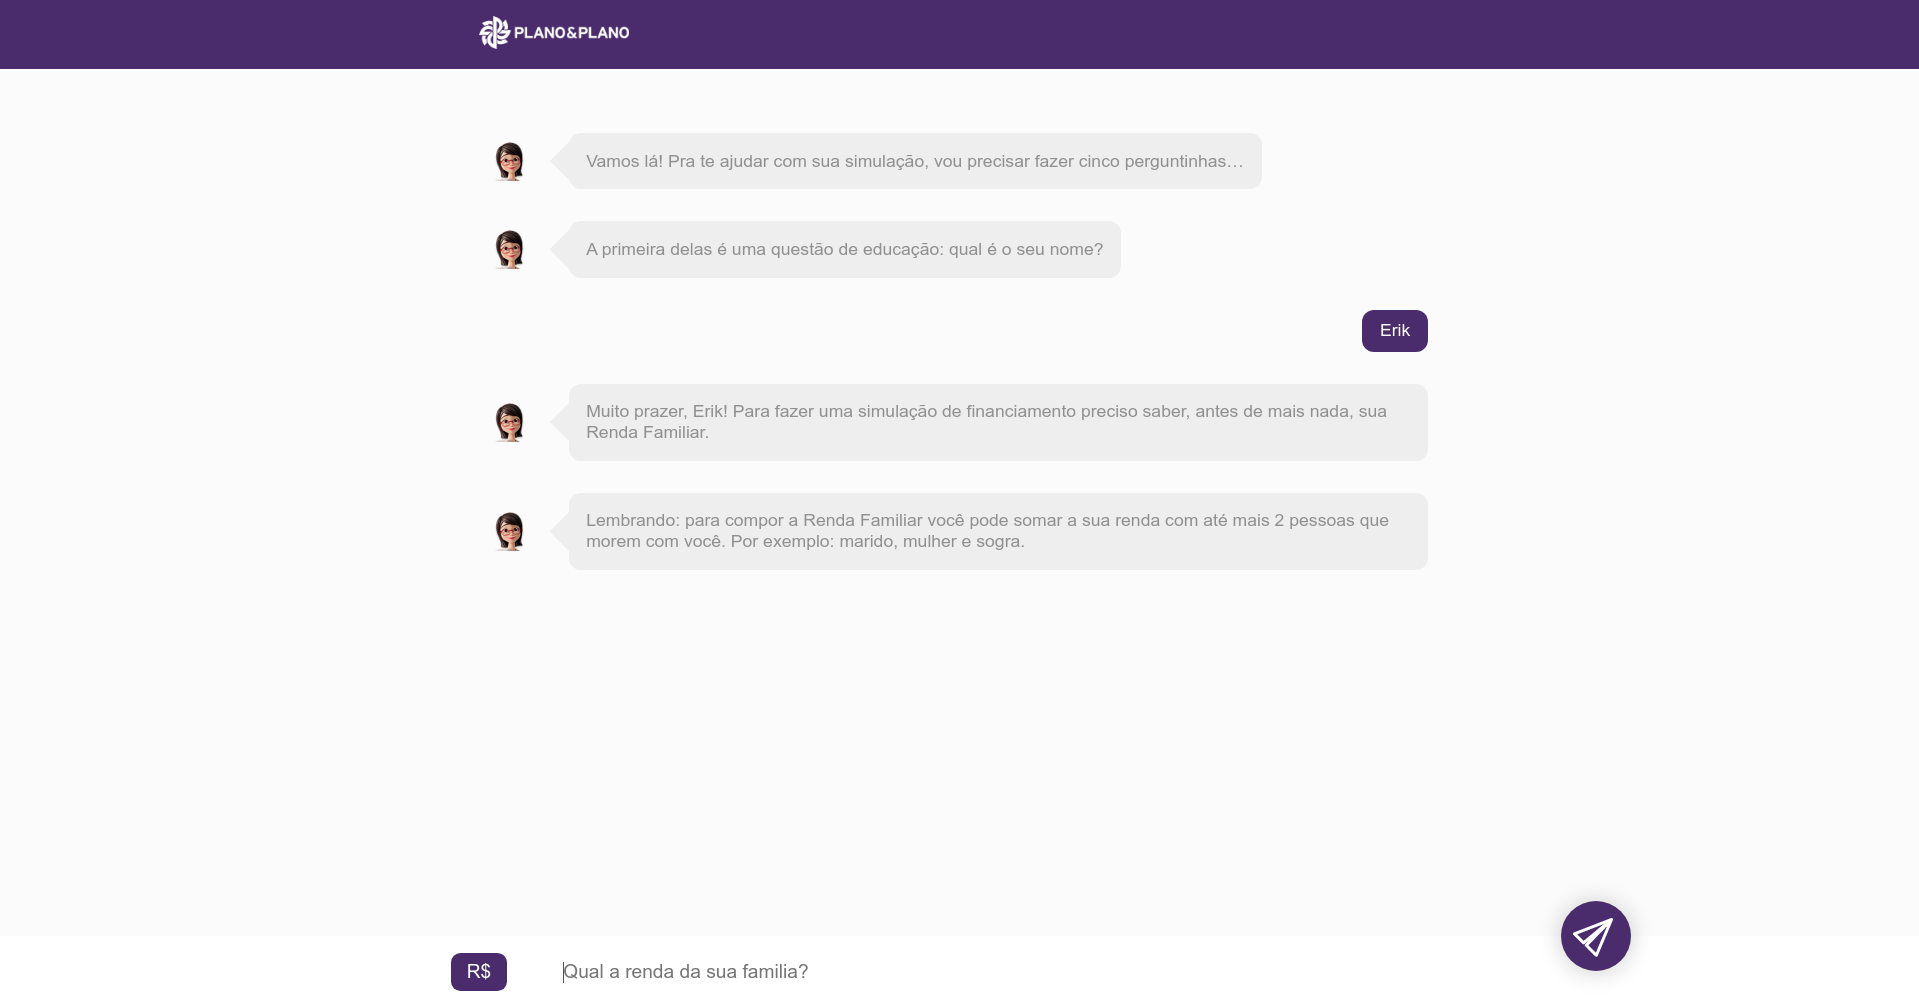 PLANO&PLANO
Vamos lá! Pra te ajudar com sua simulação, vou precisar fazer cinco perguntinhas…
A primeira delas é uma questão de educação: qual é o seu nome?
Erik
Muito prazer, Erik! Para fazer uma simulação de financiamento preciso saber, antes de mais nada, sua
Renda Familiar.
Lembrando: para compor a Renda Familiar você pode somar a sua renda com até mais 2 pessoas que
morem com você. Por exemplo: marido, mulher e sogra.
R$
Qual a renda da sua familia?